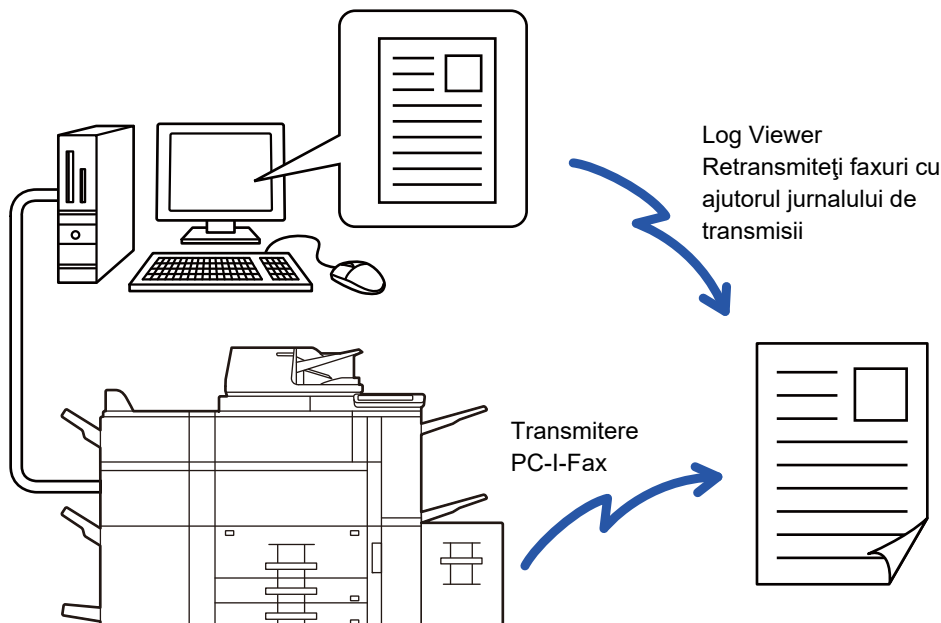 Log Viewer
Retransmiteţi faxuri cu
ajutorul jurnalului de
transmisii
Transmitere
PC-I-Fax